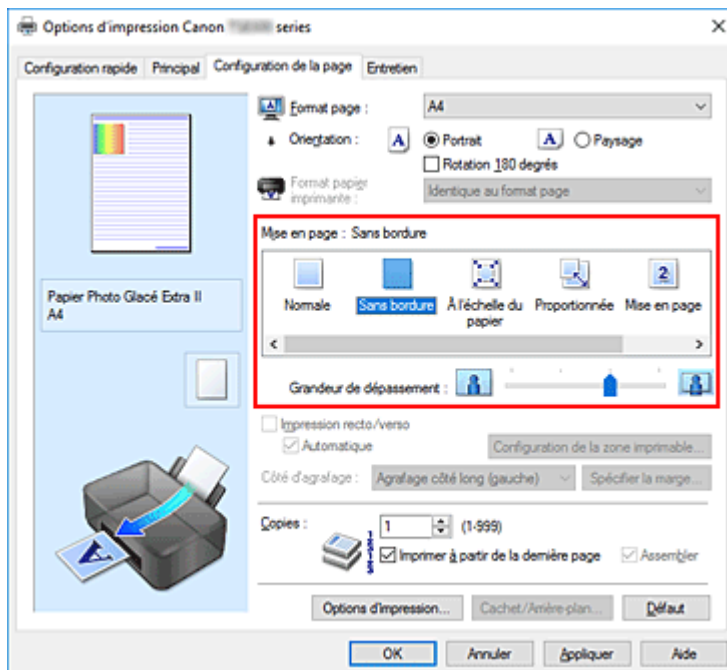 Options d'impression Canon series
Configuration rapide Principal Configuration de la page Entretien
Format page : A4
Orientation : A Portrait A Paysage
Rotation 180 degrés
Format papier imprimante : Identique au format page
Mise en page : Sans bordure
Normale Sans bordure À l'échelle du papier Proportionnée Mise en page
Grandeur de dépassement :
Papier Photo Glacé Extra II
A4
Impression recto/verso
Automatique Configuration de la zone imprimable...
Côté d'agrafage : Agrafage côté long (gauche) Spécifier la marge...
Copies : 1 (1-999)
Imprimer à partir de la dernière page Assembler
Options d'impression... Cachet/Arrière-plan... Défaut
OK Annuler Appliquer Aide